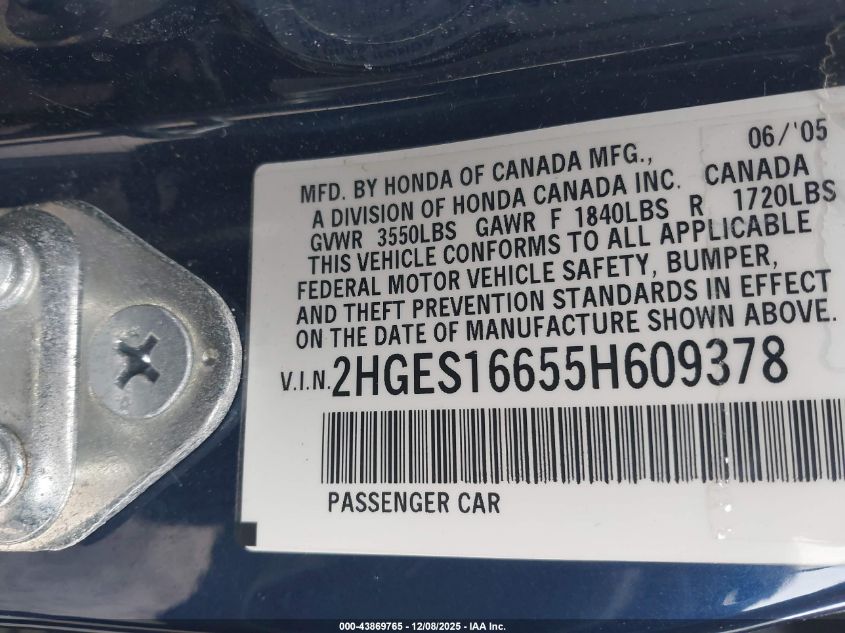 06/'05
MFD. BY HONDA OF CANADA MFG.,
A DIVISION OF HONDA CANADA INC. CANADA
GVWR 3550LBS GAWR F 1840LBS R 1720LBS
THIS VEHICLE CONFORMS TO ALL APPLICABLE
FEDERAL MOTOR VEHICLE SAFETY, BUMPER,
AND THEFT PREVENTION STANDARDS IN EFFECT
ON THE DATE OF MANUFACTURE SHOWN ABOVE.
V.I.N. 2HGES16655H609378
PASSENGER CAR
000-43869765 - 12/08/2025 - IAA Inc.